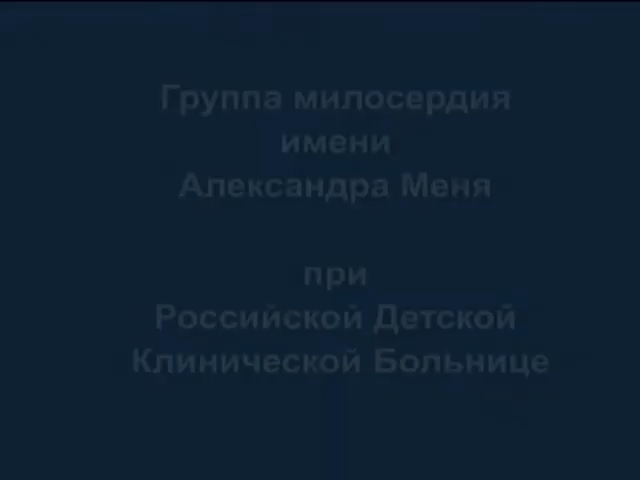 Группа милосердия
имени
Александра Меня
при
Российской Детской
Клинической Больнице